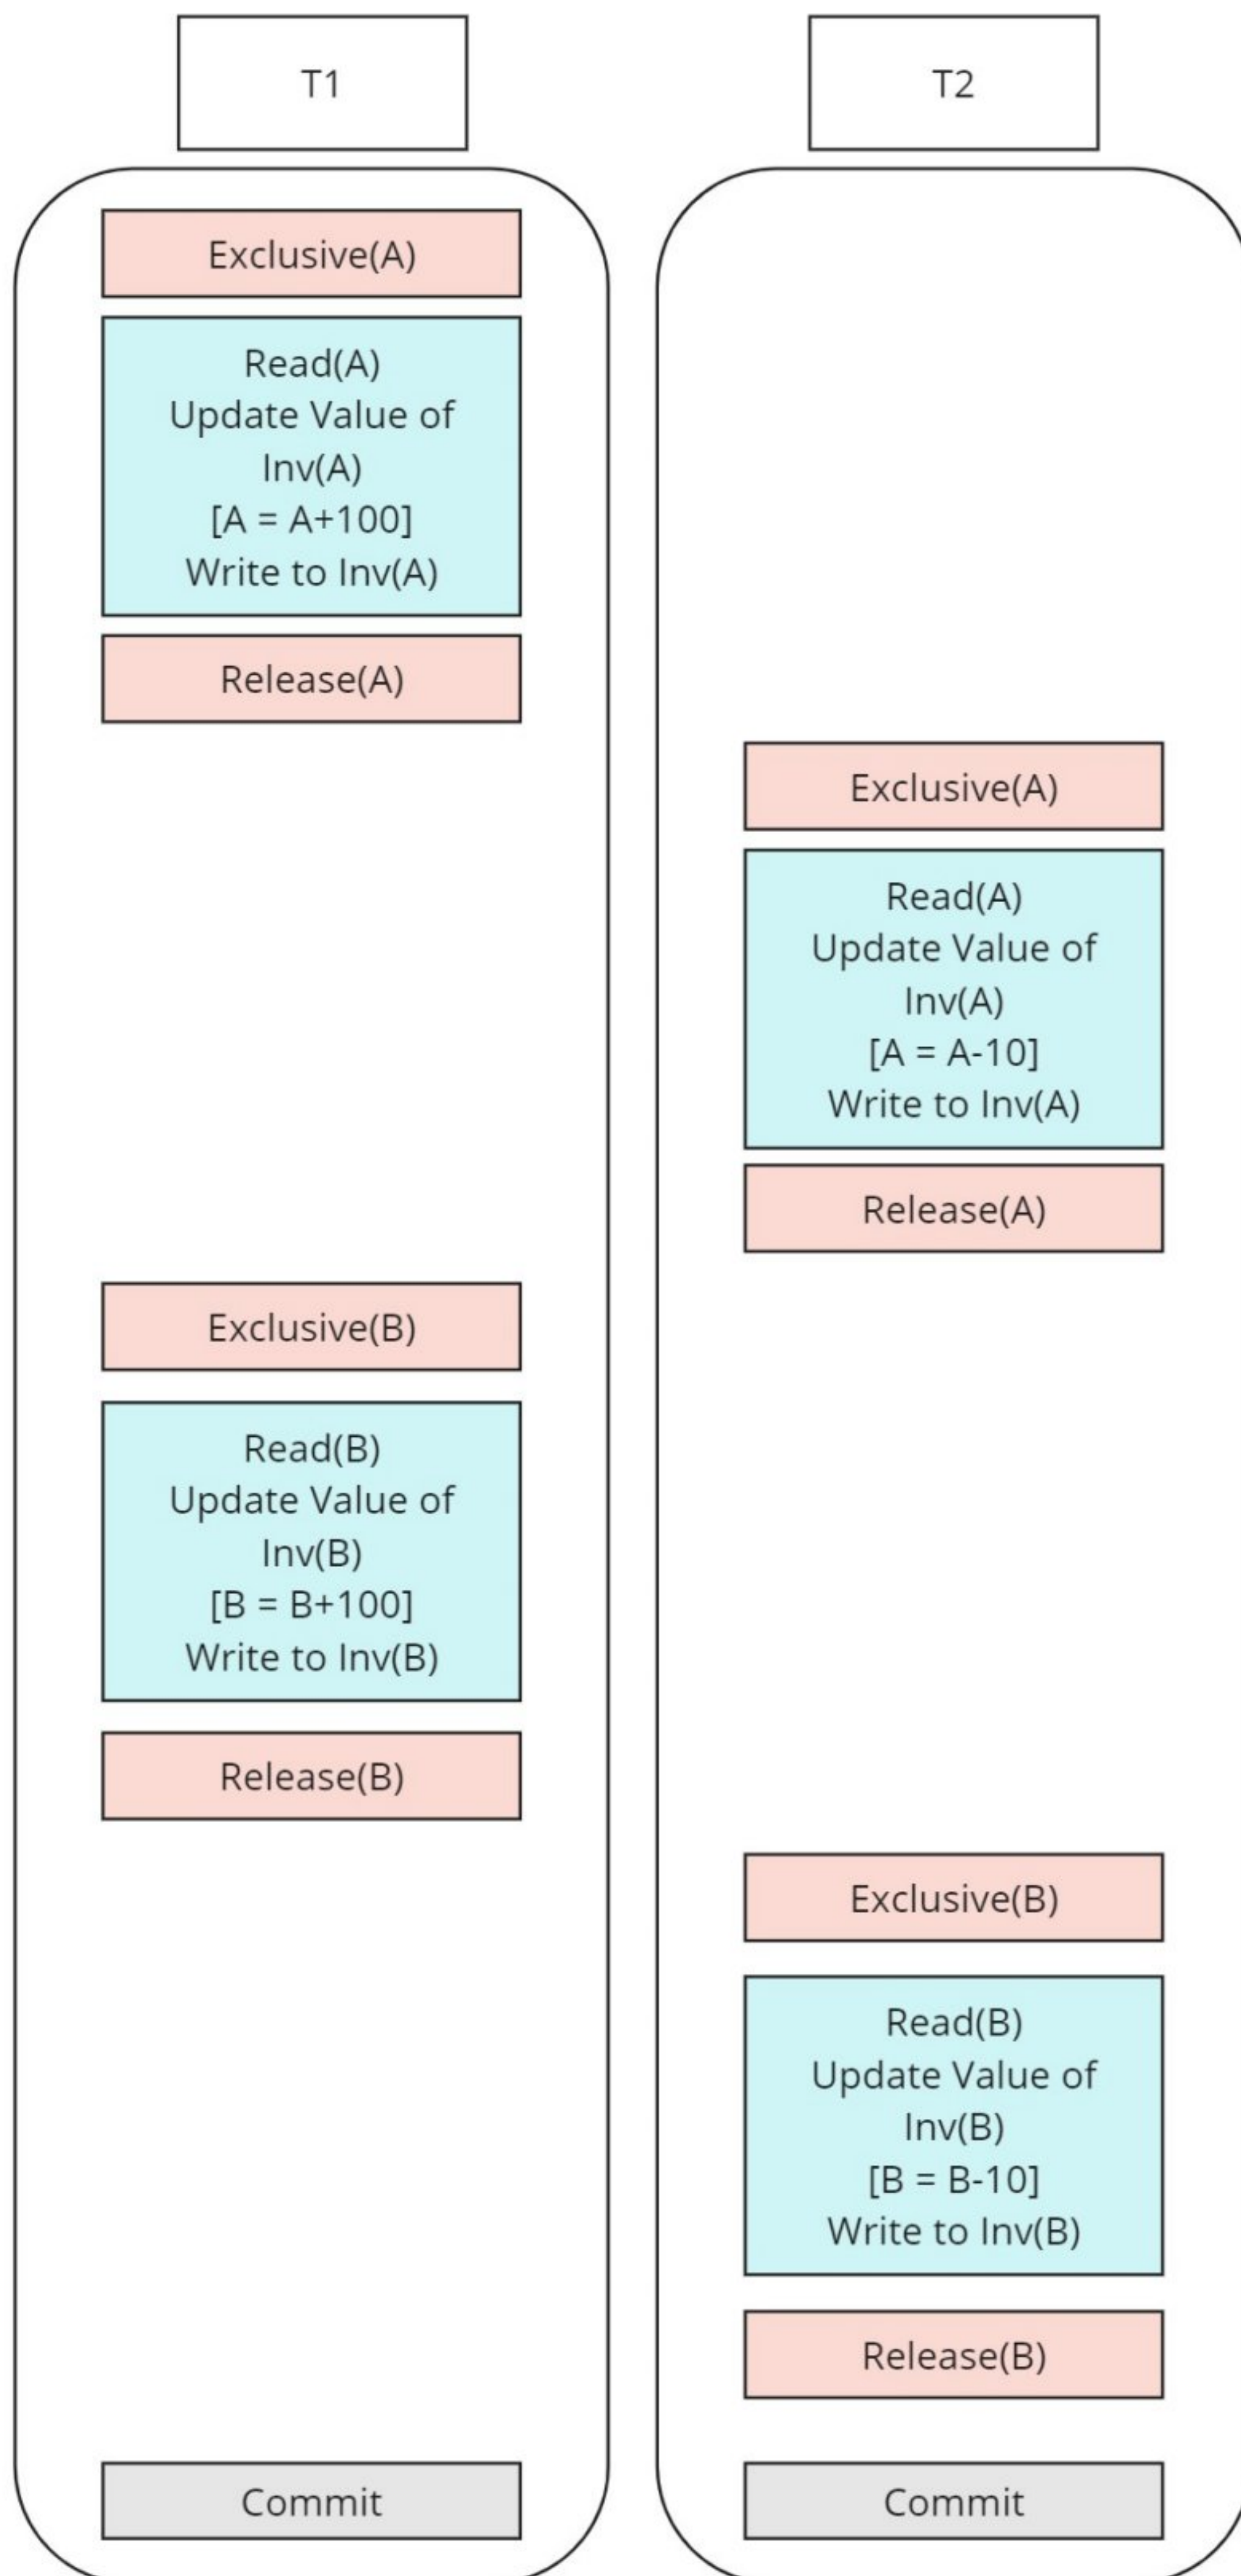 T1
T2
Exclusive(A)
Read(A)
Update Value of
Inv(A)
[A = A+100]
Write to Inv(A)
Release(A)
Exclusive(A)
Read(A)
Update Value of
Inv(A)
[A = A-10]
Write to Inv(A)
Release(A)
Exclusive(B)
Read(B)
Update Value of
Inv(B)
[B = B+100]
Write to Inv(B)
Release(B)
Exclusive(B)
Read(B)
Update Value of
Inv(B)
[B = B-10]
Write to Inv(B)
Release(B)
Commit
Commit